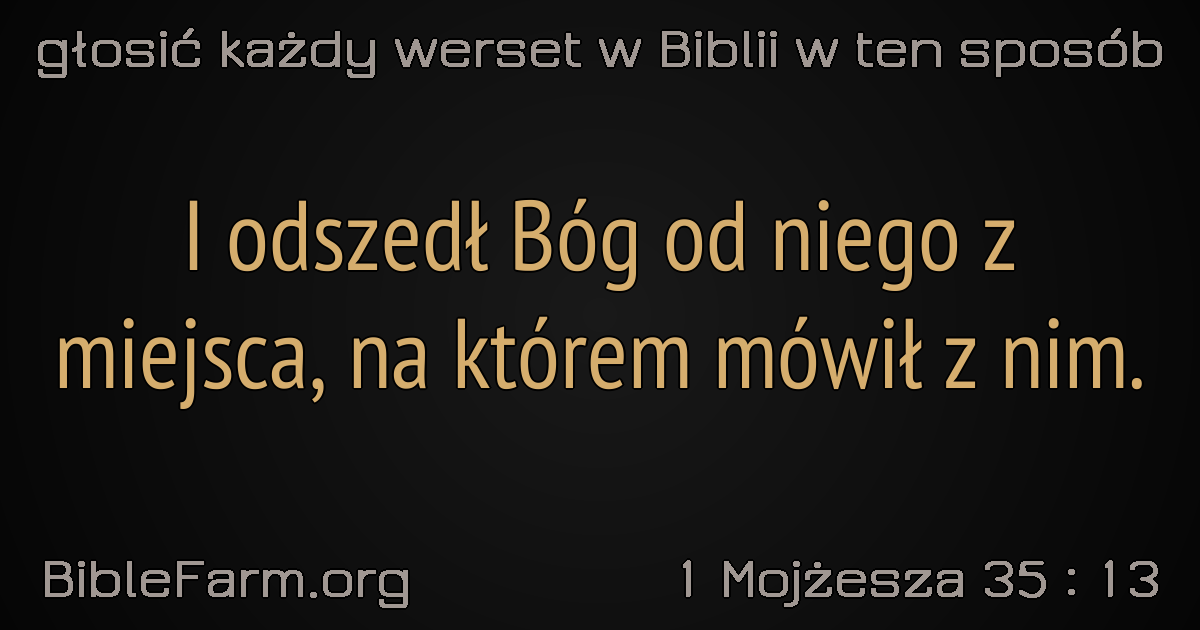 głosić każdy werset w Biblii w ten sposób
I odszedł Bóg od niego z
miejsca, na którem mówił z nim.
BibleFarm.org
1 Mojżesza 35 : 13